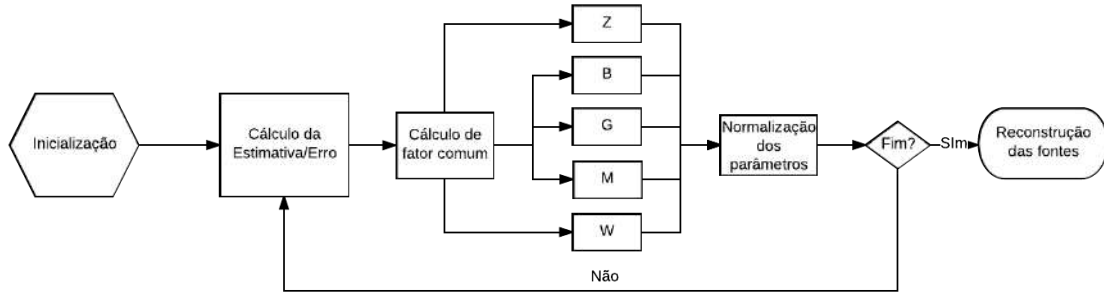 Inicialização
Cálculo da
Estimativa/Erro
Cálculo de
fator comum
Z
B
G
M
W
Normalização
dos
parâmetros
Fim?
SIm
Reconstrução
das fontes
Não